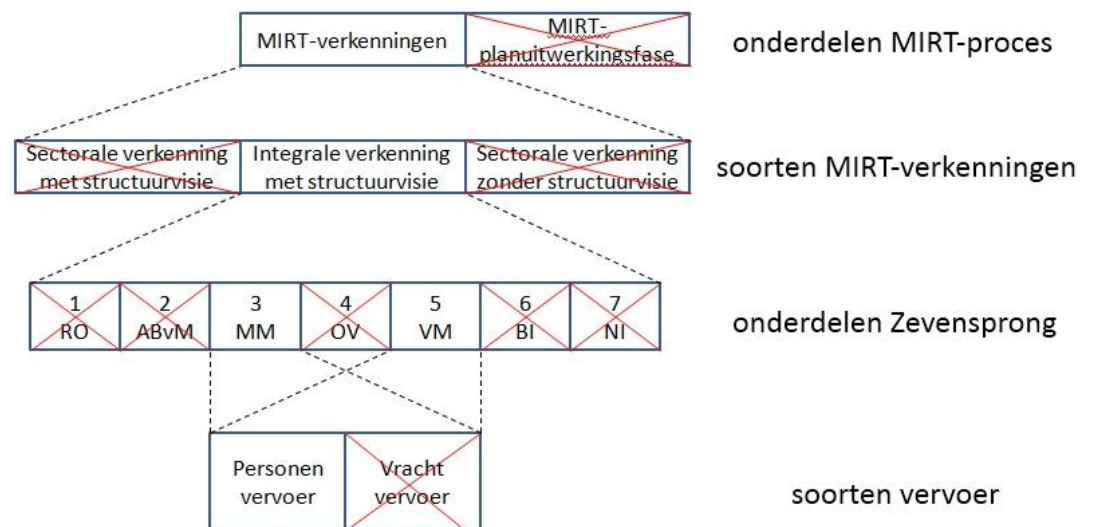 MIRT-verkenningen
MIRT-
planuitwerkingsfase
onderdelen MIRT-proces
Sectorale verkenning
met structuurvisie
Integrale verkenning
met structuurvisie
Sectorale verkenning
zonder structuurvisie
soorten MIRT-verkenningen
1
RO
2
ABvM
3
MM
4
OV
5
VM
6
BI
7
NI
onderdelen Zevensprong
Personen
vervoer
Vracht
vervoer
soorten vervoer